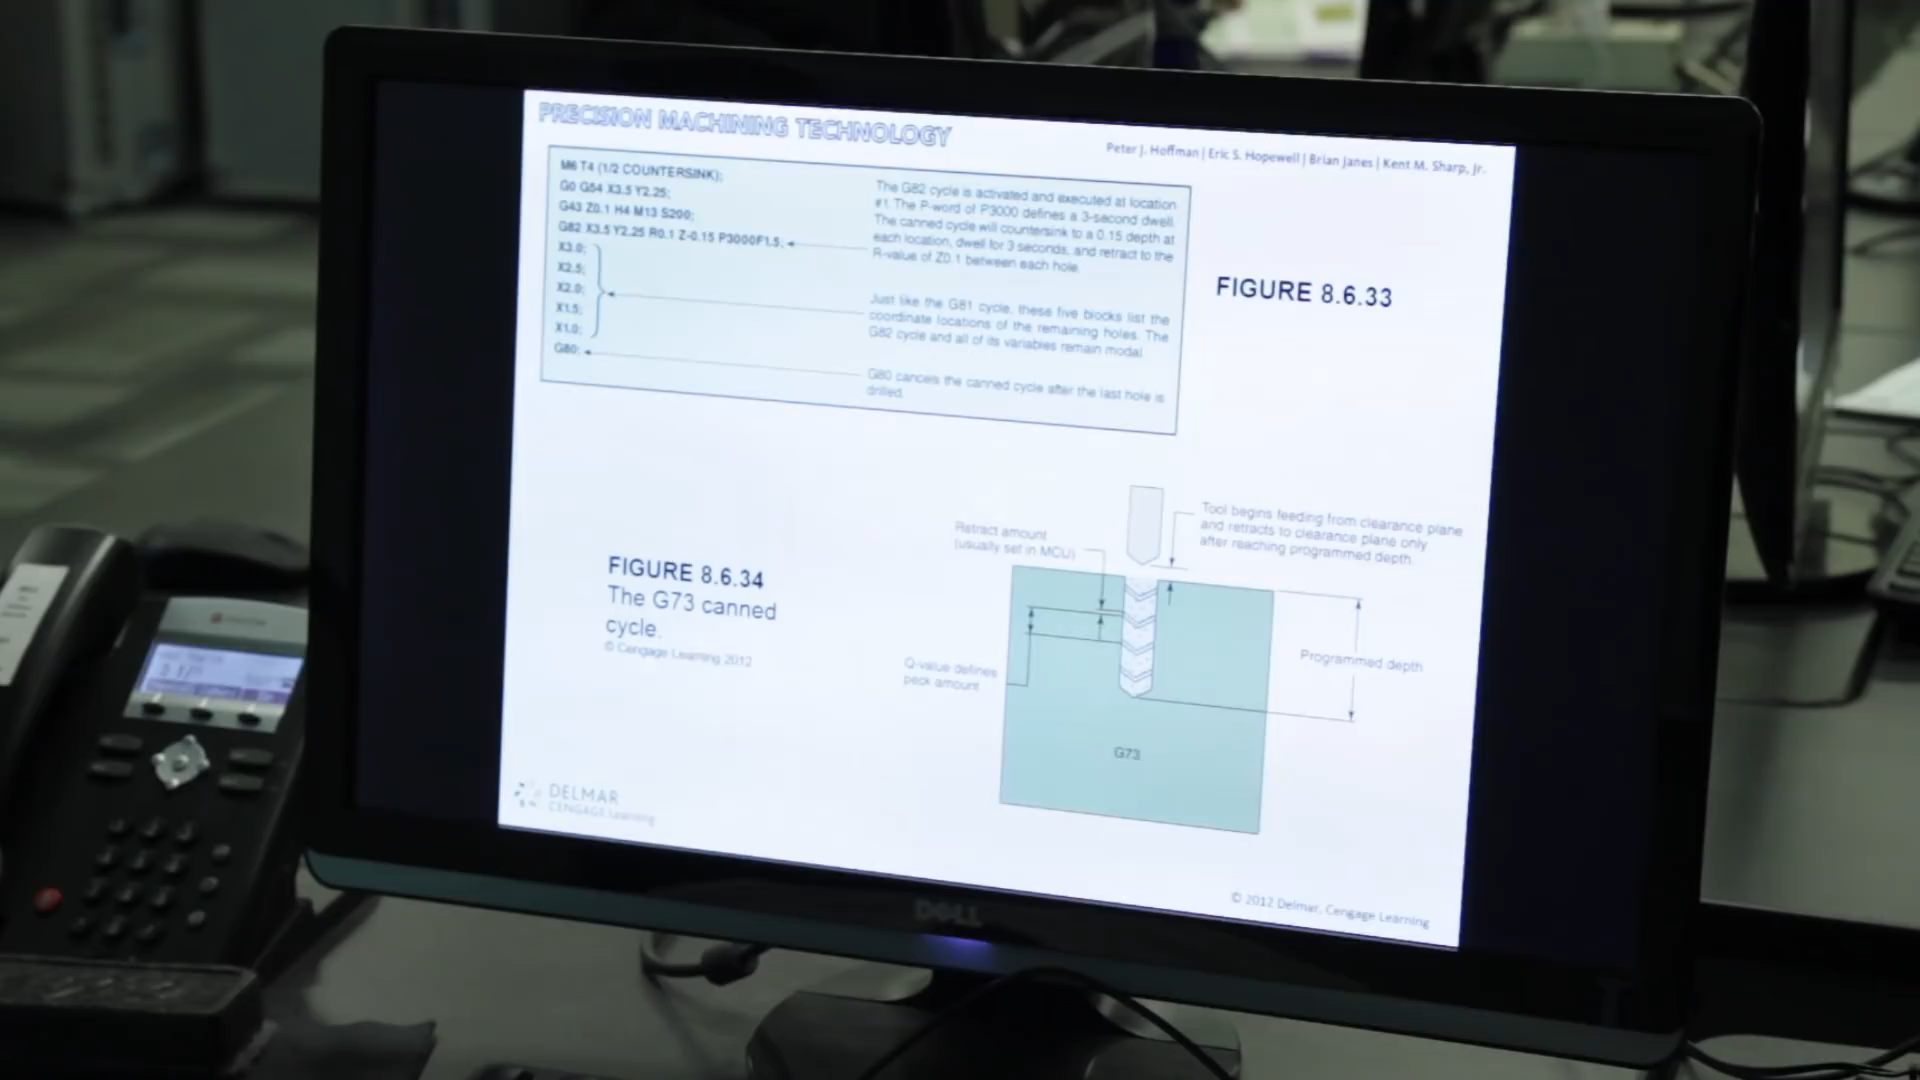 PRECISION MACHINING TECHNOLOGY
Peter J. Hoffman | Eric S. Hopewell | Brian Janes | Kent M. Sharp, Jr.
M6 T4 (1/2 COUNTERSINK);
G0 G54 X3.5 Y2.25;
G43 Z0.1 H4 M13 S200;
G82 X3.5 Y2.25 R0.1 Z-0.15 P3000F1.5;
X3.0;
X2.5;
X2.0;
X1.5;
X1.0;
G80;
The G82 cycle is activated and executed at location
#1. The P-word of P3000 defines a 3-second dwell.
The canned cycle will countersink to a 0.15 depth at
each location, dwell for 3 seconds, and retract to the
R-value of Z0.1 between each hole.
Just like the G81 cycle, these five blocks list the
coordinate locations of the remaining holes. The
G82 cycle and all of its variables remain modal.
G80 cancels the canned cycle after the last hole is
drilled.
FIGURE 8.6.33
FIGURE 8.6.34
The G73 canned
cycle.
© Cengage Learning 2012
Retract amount
(usually set in MCU)
Tool begins feeding from clearance plane
and retracts to clearance plane only
after reaching programmed depth
Q-value defines
peck amount
Programmed depth
G73
DELMAR
CENGAGE Learning
© 2012 Delmar, Cengage Learning
DELL